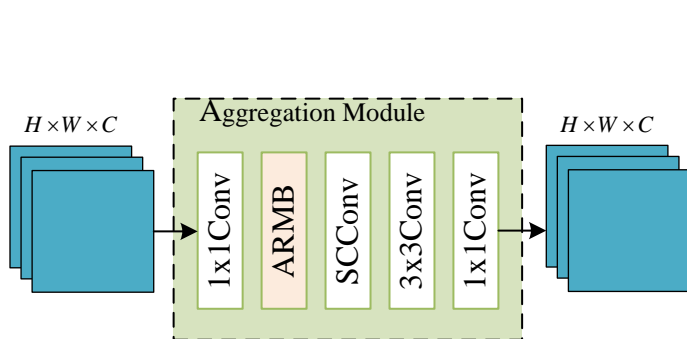 Aggregation Module
H×W×C
H×W×C
1x1Conv
ARMB
SCConv
3x3Conv
1x1Conv